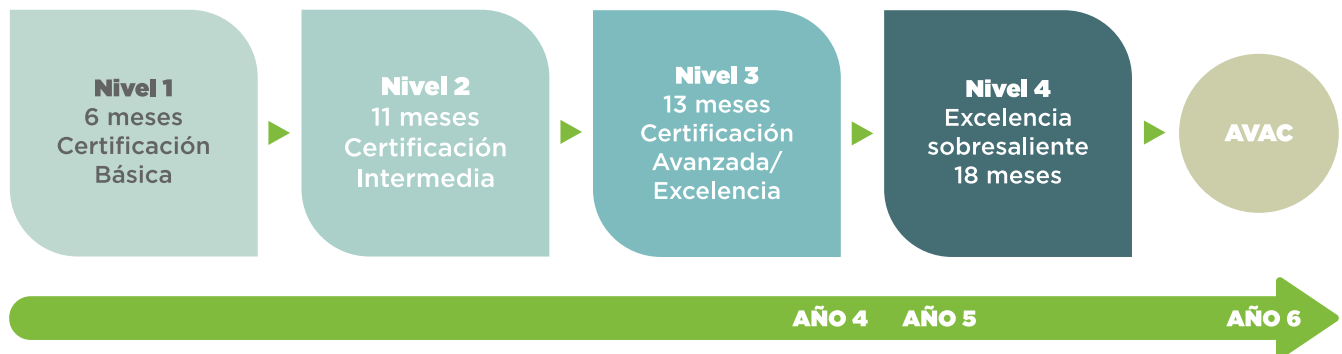 Nivel 1
6 meses
Certificación
Básica
Nivel 2
11 meses
Certificación
Intermedia
Nivel 3
13 meses
Certificación
Avanzada/
Excelencia
Nivel 4
Excelencia
sobresaliente
18 meses
AVAC
AÑO 4
AÑO 5
AÑO 6